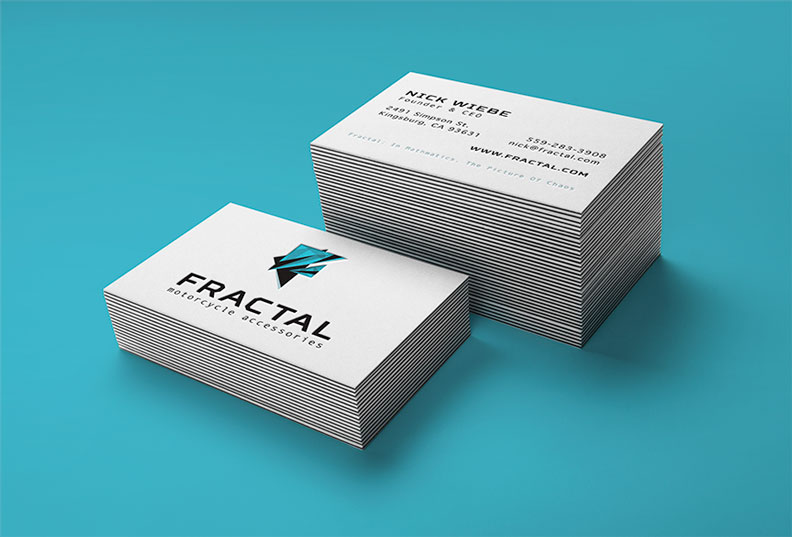 FRACTAL
motorcycle accessories
NICK WIEBE
Founder & CEO
2491 Simpson St.
Kingsburg, CA 93631
559-283-3908
nick@fractal.com
WWW.FRACTAL.COM
Fractal: In Mathmatics, The Picture Of Chaos